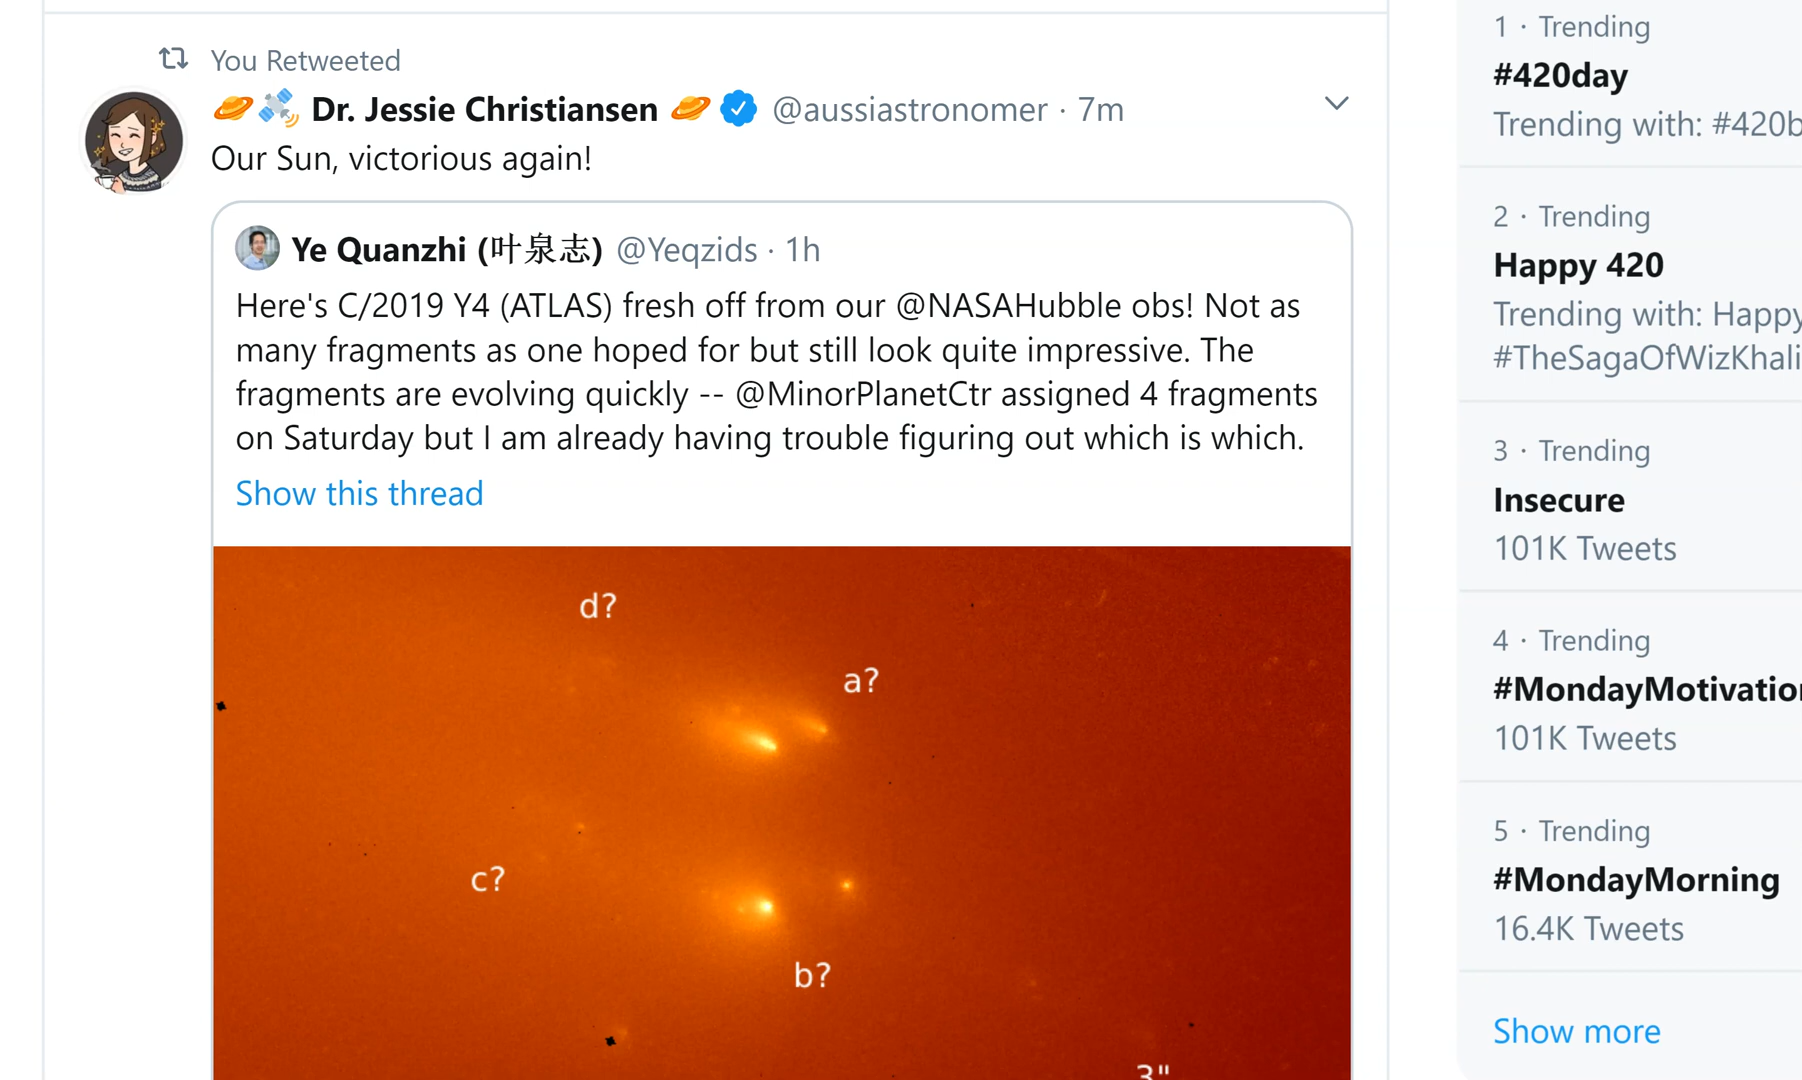 You Retweeted
Dr. Jessie Christiansen @aussiastronomer · 7m
Our Sun, victorious again!
Ye Quanzhi (叶泉志) @Yeqzids · 1h
Here's C/2019 Y4 (ATLAS) fresh off from our @NASAHubble obs! Not as
many fragments as one hoped for but still look quite impressive. The
fragments are evolving quickly -- @MinorPlanetCtr assigned 4 fragments
on Saturday but I am already having trouble figuring out which is which.
Show this thread
d?
a?
c?
b?
3"
1 · Trending
#420day
Trending with: #420b
2 · Trending
Happy 420
Trending with: Happy
#TheSagaOfWizKhali
3 · Trending
Insecure
101K Tweets
4 · Trending
#MondayMotivation
101K Tweets
5 · Trending
#MondayMorning
16.4K Tweets
Show more